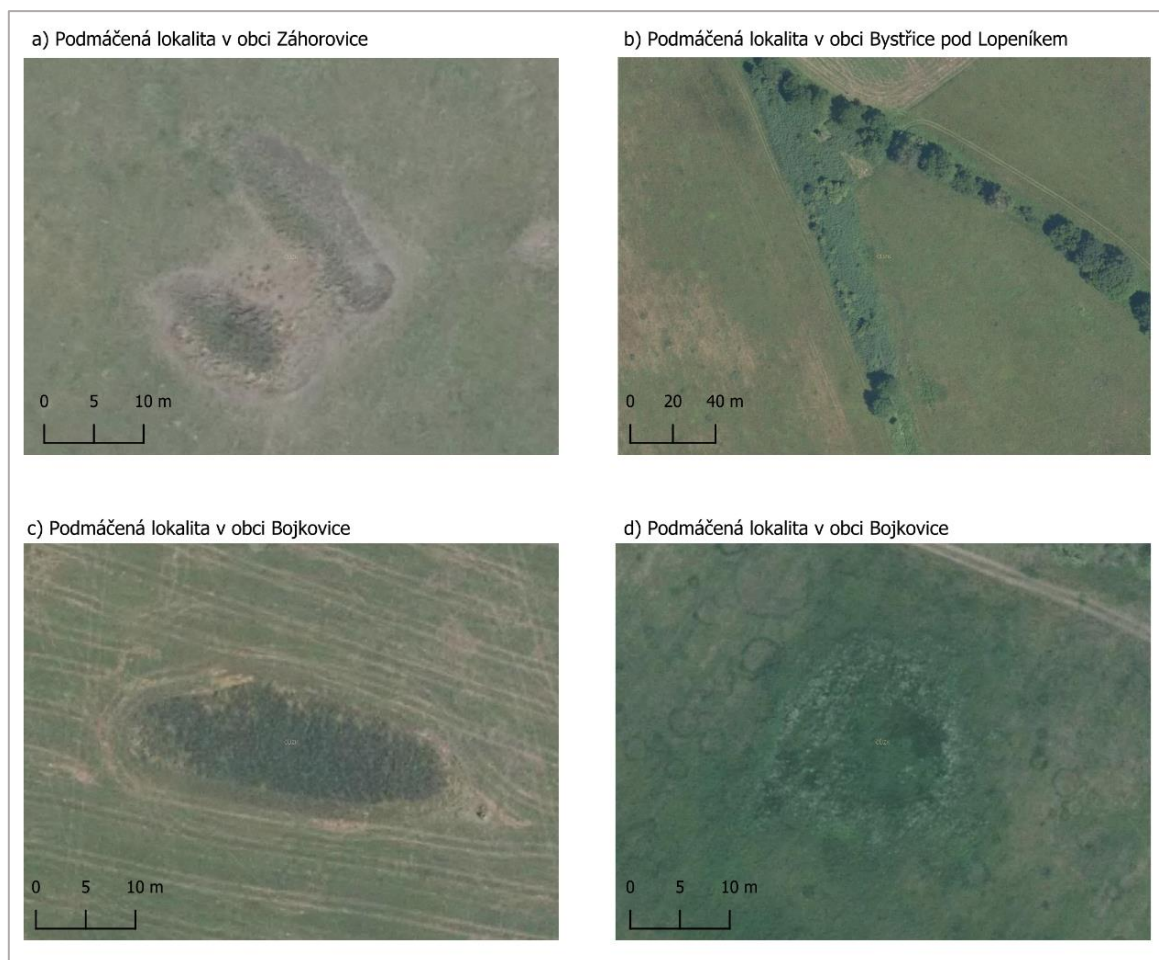 a) Podmáčená lokalita v obci Záhorovice
b) Podmáčená lokalita v obci Bystřice pod Lopeníkem
0 5 10 m
0 20 40 m
c) Podmáčená lokalita v obci Bojkovice
d) Podmáčená lokalita v obci Bojkovice
0 5 10 m
0 5 10 m